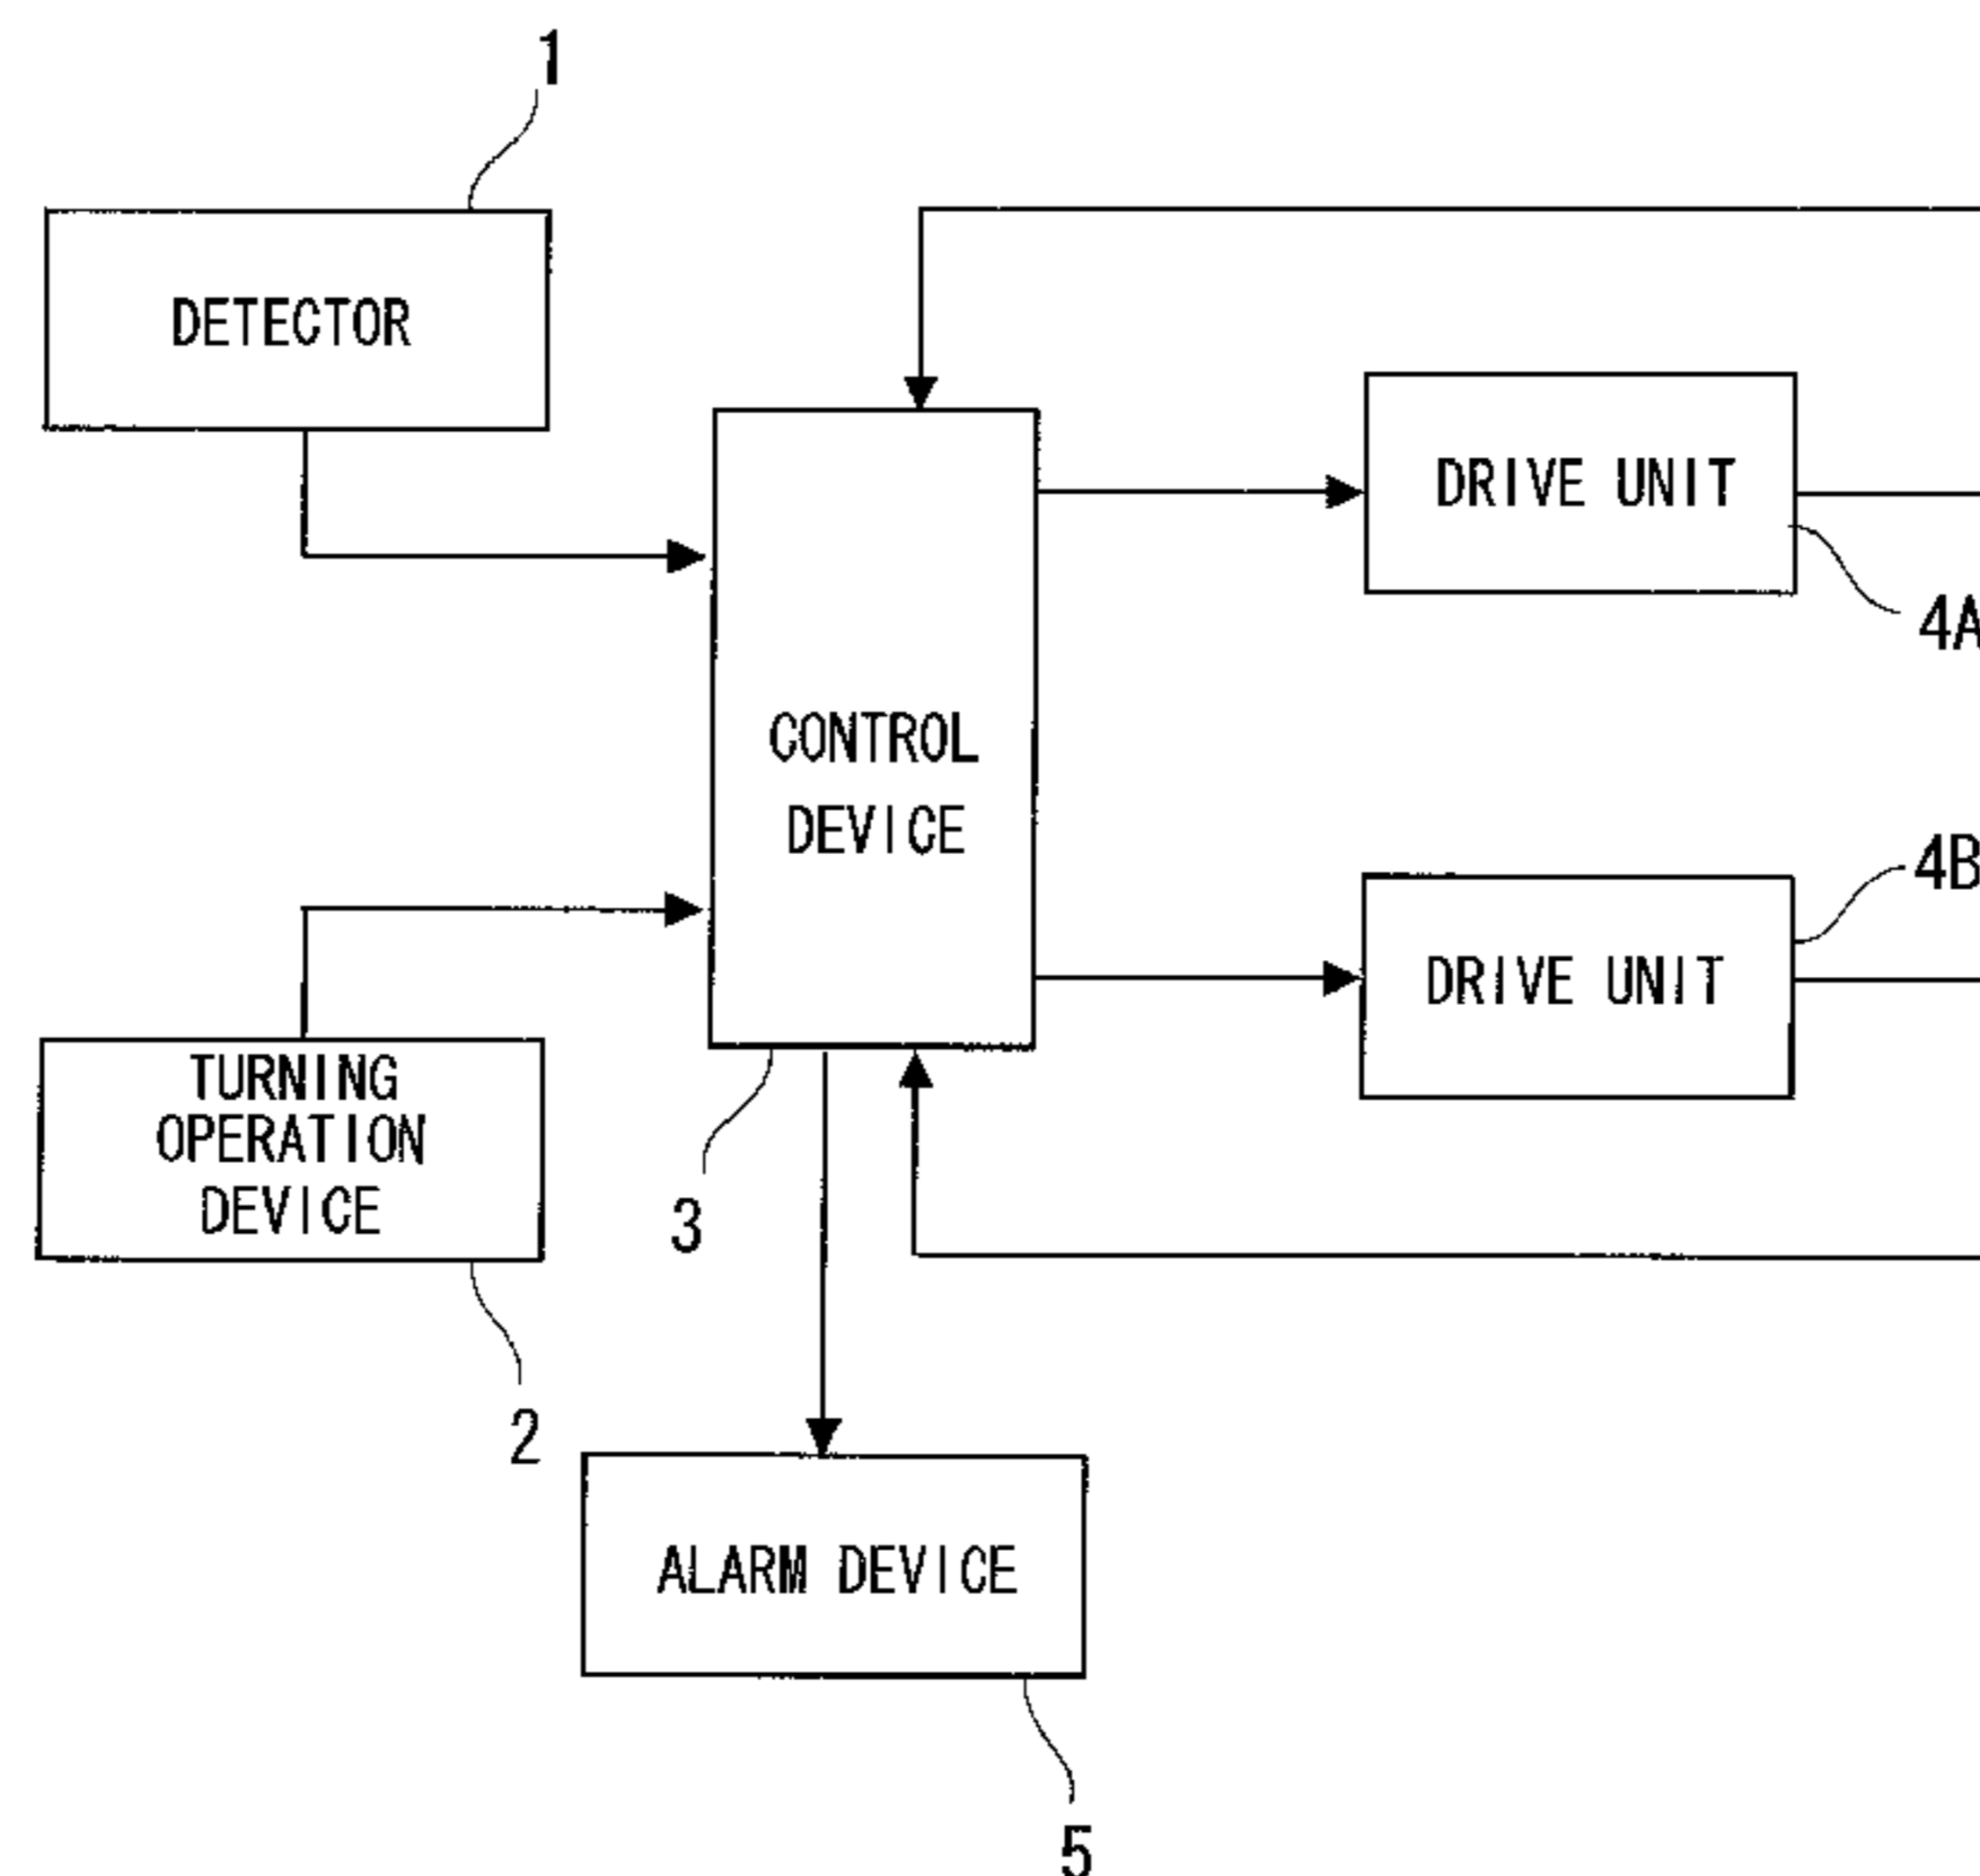 1
DETECTOR
DRIVE UNIT
4A
CONTROL
DEVICE
4B
DRIVE UNIT
TURNING
OPERATION
DEVICE
3
2
ALARM DEVICE
5